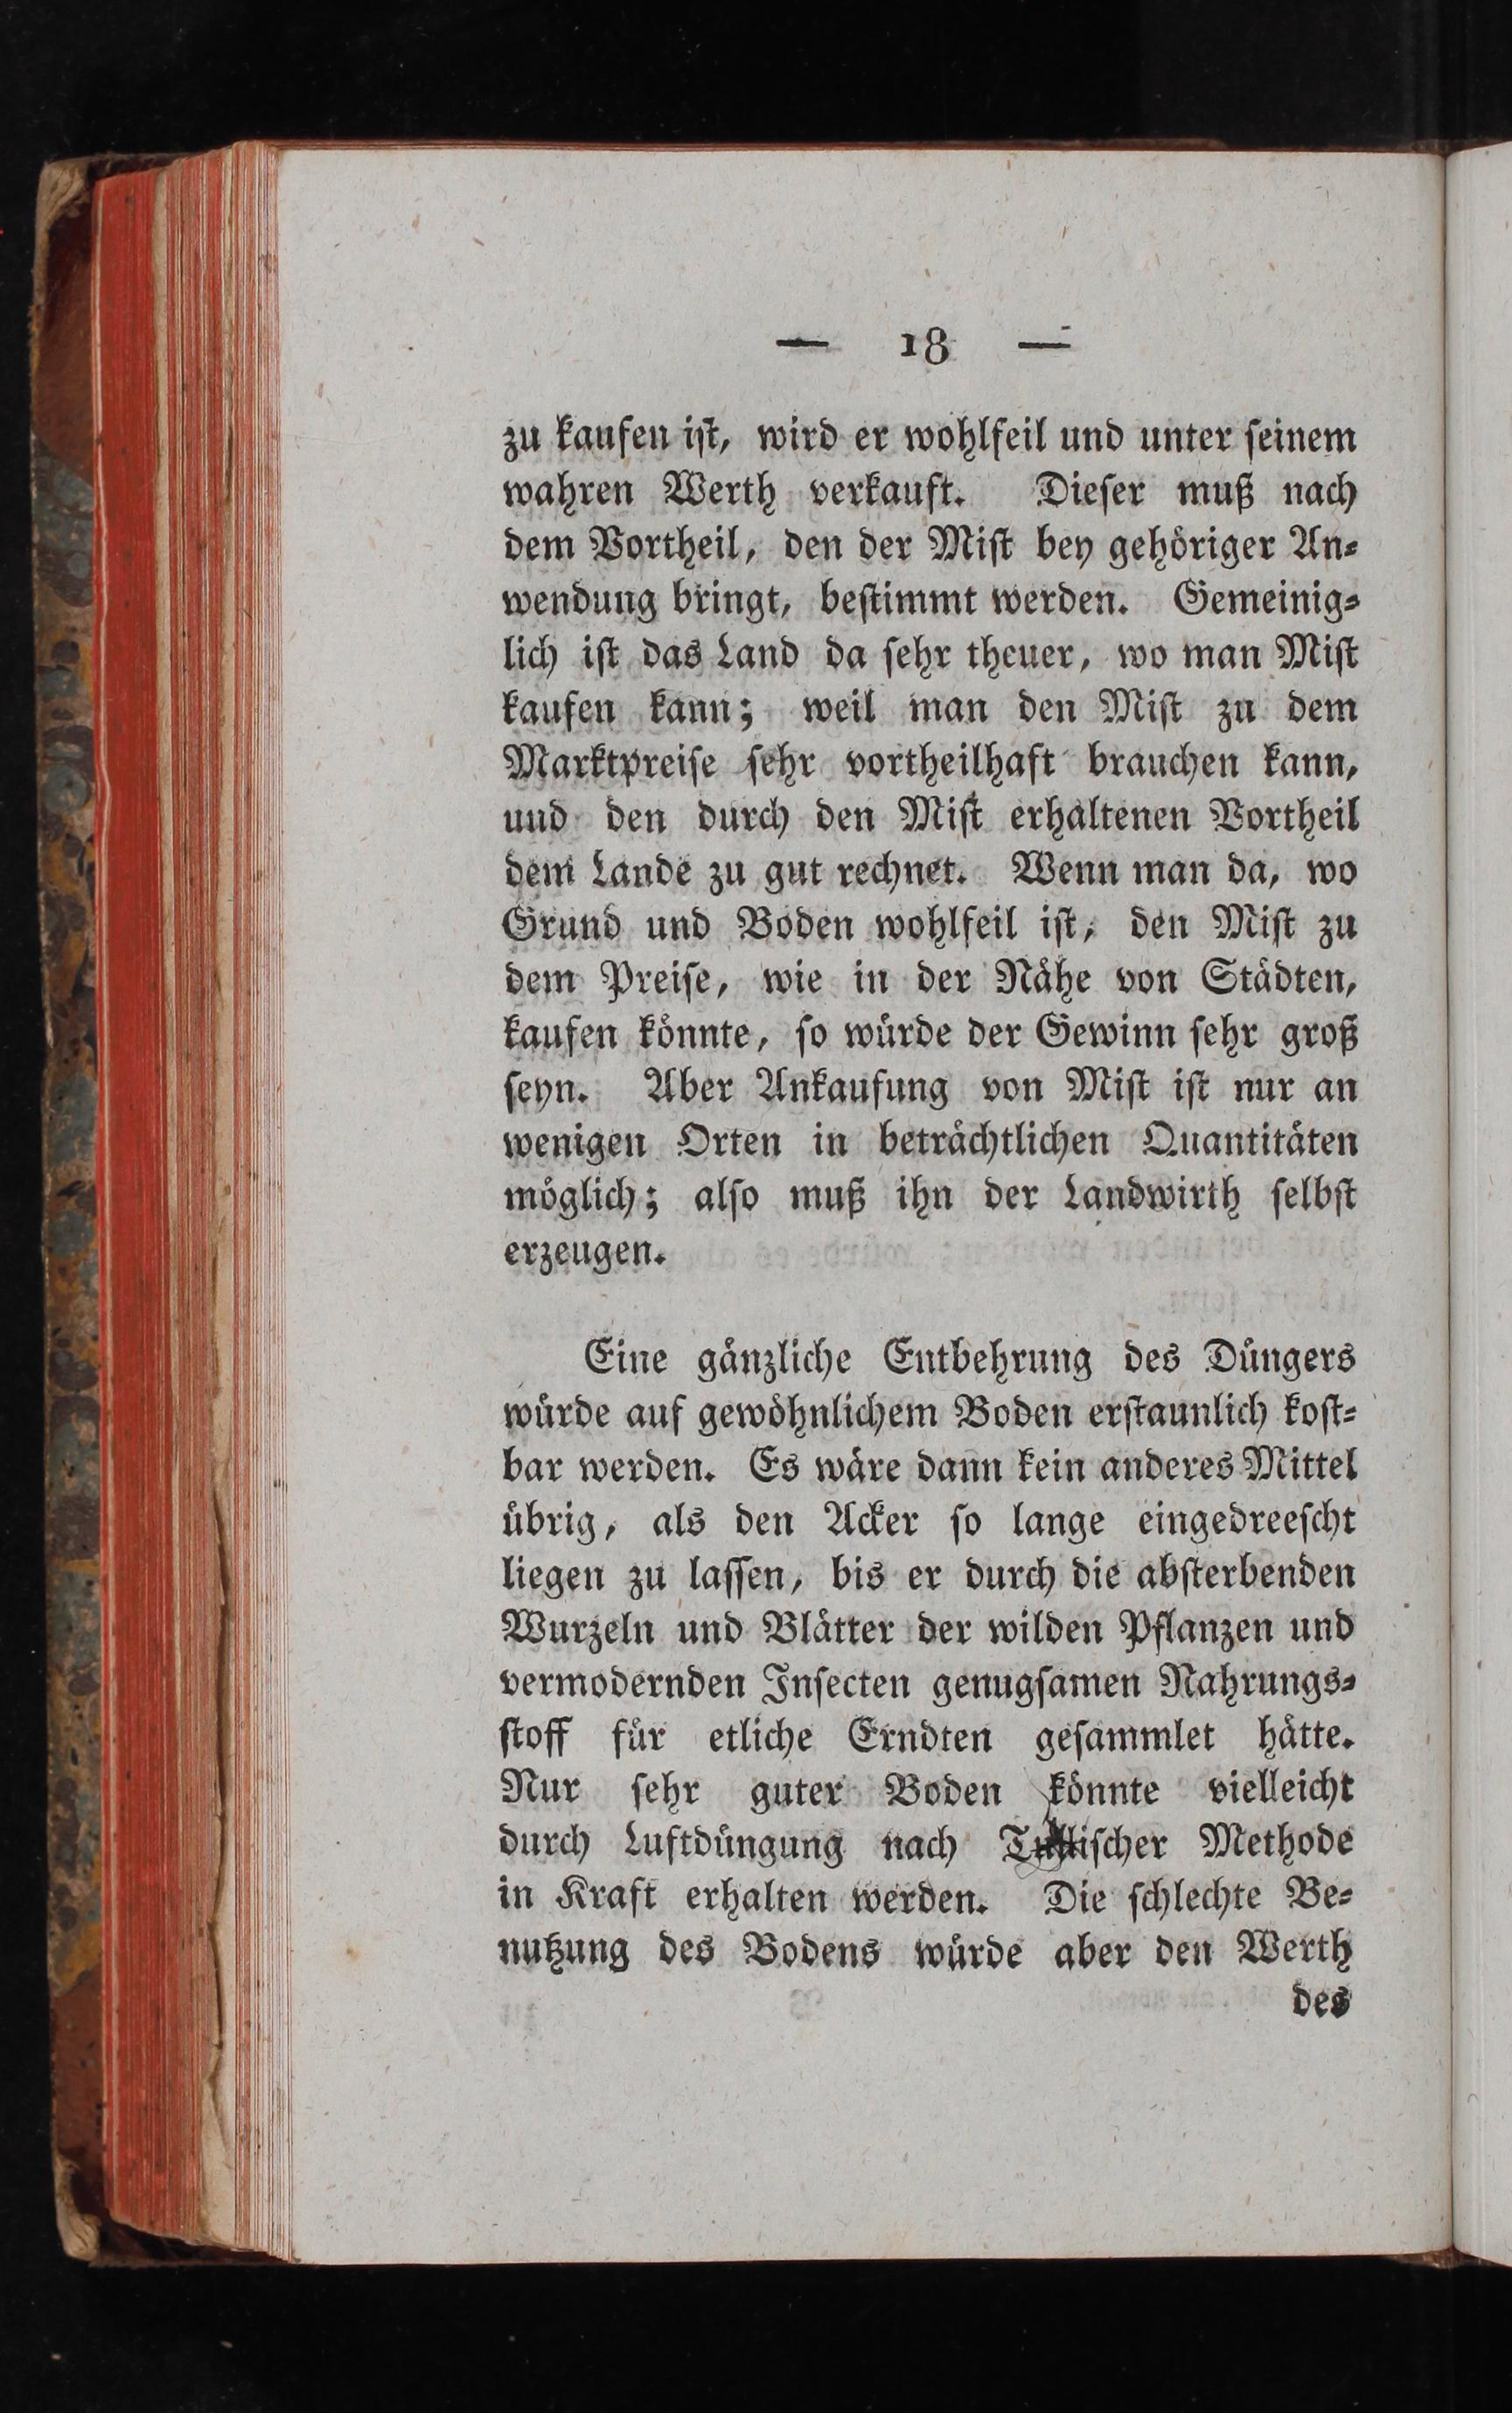 — 18 —
zu kaufen ist, wird er wohlfeil und unter seinem
wahren Werth verkauft. Dieser muß nach
dem Vortheil, den der Mist bey gehöriger An-
wendung bringt, bestimmt werden. Gemeinig-
lich ist das Land da sehr theuer, wo man Mist
kaufen kann; weil man den Mist zu dem
Marktpreise sehr vortheilhaft brauchen kann,
und den durch den Mist erhaltenen Vortheil
dem Lande zu gut rechnet. Wenn man da, wo
Grund und Boden wohlfeil ist, den Mist zu
dem Preise, wie in der Nähe von Städten,
kaufen könnte, so würde der Gewinn sehr groß
seyn. Aber Ankaufung von Mist ist nur an
wenigen Orten in beträchtlichen Quantitäten
möglich; also muß ihn der Landwirth selbst
erzeugen.
Eine gänzliche Entbehrung des Düngers
würde auf gewöhnlichem Boden erstaunlich kost-
bar werden. Es wäre dann kein anderes Mittel
übrig, als den Acker so lange eingedreescht
liegen zu lassen, bis er durch die absterbenden
Wurzeln und Blätter der wilden Pflanzen und
vermodernden Insecten genugsamen Nahrungs-
stoff für etliche Erndten gesammlet hätte.
Nur sehr guter Boden könnte vielleicht
durch Luftdüngung nach Methode
in Kraft erhalten werden. Die schlechte Be-
nutzung des Bodens würde aber den Werth
des